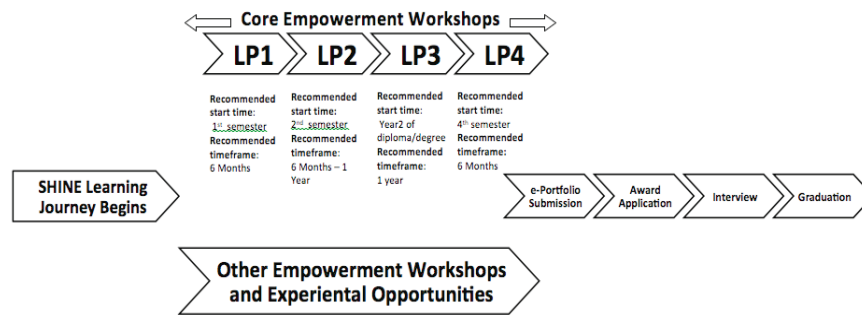 Core Empowerment Workshops
LP1
LP2
LP3
LP4
Recommended
start time:
1st semester
Recommended
timeframe:
6 Months
Recommended
start time:
2nd semester
Recommended
timeframe:
6 Months – 1
Year
Recommended
start time:
Year2 of
diploma/degree
Recommended
timeframe:
1 year
Recommended
start time:
4th semester
Recommended
timeframe:
6 Months
SHINE Learning
Journey Begins
e-Portfolio
Submission
Award
Application
Interview
Graduation
Other Empowerment Workshops
and Experiental Opportunities